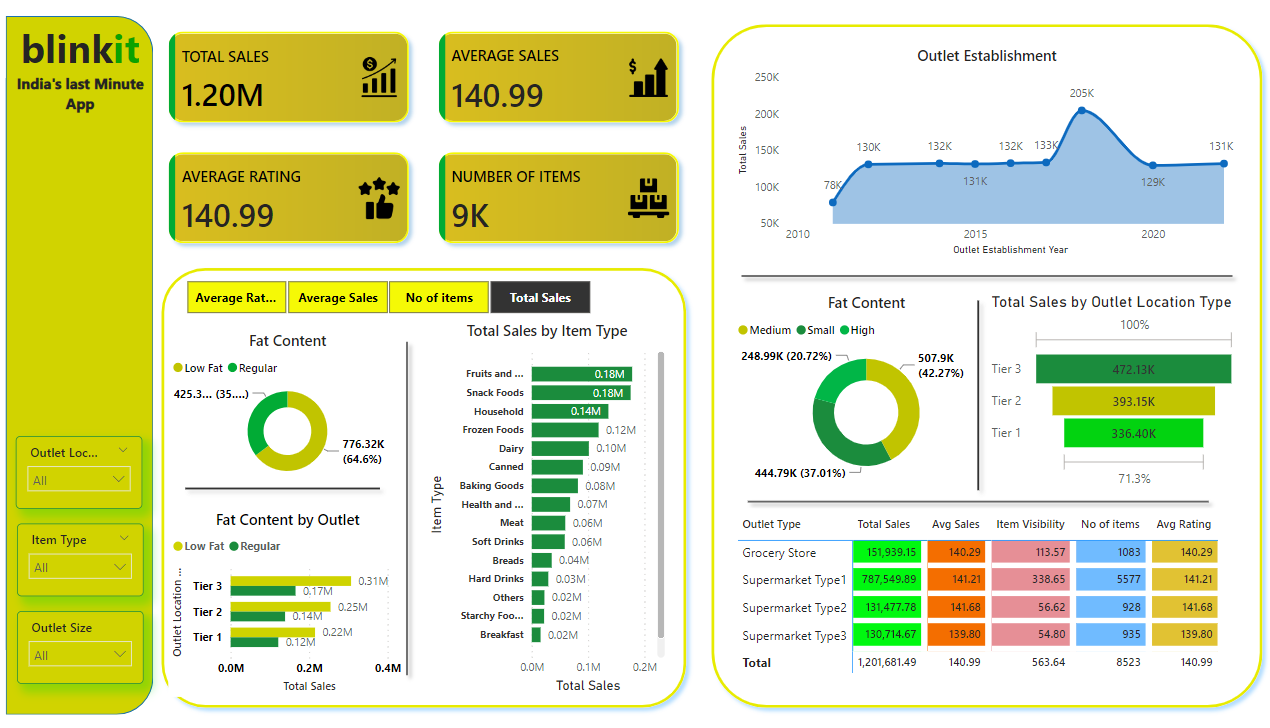 blinkit
India's last Minute
App
Outlet Loc...
All
Item Type
All
Outlet Size
All
TOTAL SALES
1.20M
AVERAGE SALES
140.99
AVERAGE RATING
140.99
NUMBER OF ITEMS
9K
Average Rat...
Average Sales
No of items
Total Sales
Fat Content
Low Fat
Regular
425.3... (35....)
776.32K
(64.6%)
Fat Content by Outlet
Low Fat
Regular
Outlet Location ...
Tier 3
0.31M
0.17M
Tier 2
0.25M
0.14M
Tier 1
0.22M
0.12M
0.0M
0.2M
0.4M
Total Sales
Total Sales by Item Type
Item Type
Fruits and ...
0.18M
Snack Foods
0.18M
Household
0.14M
Frozen Foods
0.12M
Dairy
0.10M
Canned
0.09M
Baking Goods
0.08M
Health and ...
0.07M
Meat
0.06M
Soft Drinks
0.06M
Breads
0.04M
Hard Drinks
0.03M
Others
0.02M
Starchy Foo...
0.02M
Breakfast
0.02M
0.0M
0.1M
0.2M
Total Sales
Outlet Establishment
Total Sales
250K
200K
150K
100K
50K
78K
130K
132K
131K
132K
133K
205K
129K
131K
2010
2015
2020
Outlet Establishment Year
Fat Content
Medium
Small
High
248.99K (20.72%)
507.9K
(42.27%)
444.79K (37.01%)
Total Sales by Outlet Location Type
100%
Tier 3
472.13K
Tier 2
393.15K
Tier 1
336.40K
71.3%
Outlet Type Total Sales Avg Sales Item Visibility No of items Avg Rating
Grocery Store 151,939.15 140.29 113.57 1083 140.29
Supermarket Type1 787,549.89 141.21 338.65 5577 141.21
Supermarket Type2 131,477.78 141.68 56.62 928 141.68
Supermarket Type3 130,714.67 139.80 54.80 935 139.80
Total 1,201,681.49 140.99 563.64 8523 140.99